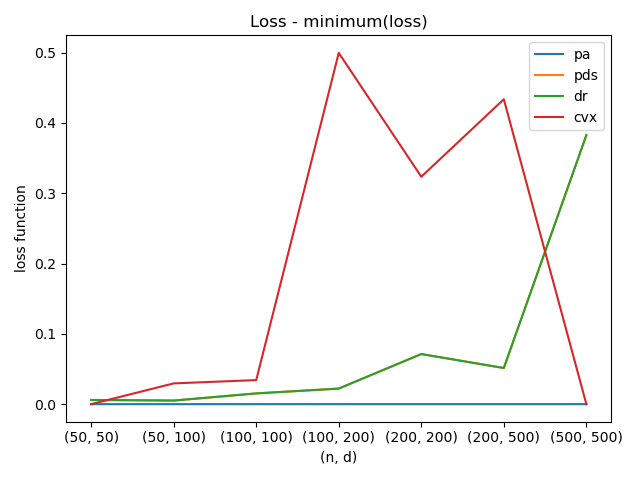 Loss - minimum(loss)
pa
pds
dr
cvx
loss function
0.5
0.4
0.3
0.2
0.1
0.0
(50, 50) (50, 100) (100, 100) (100, 200) (200, 200) (200, 500) (500, 500)
(n, d)